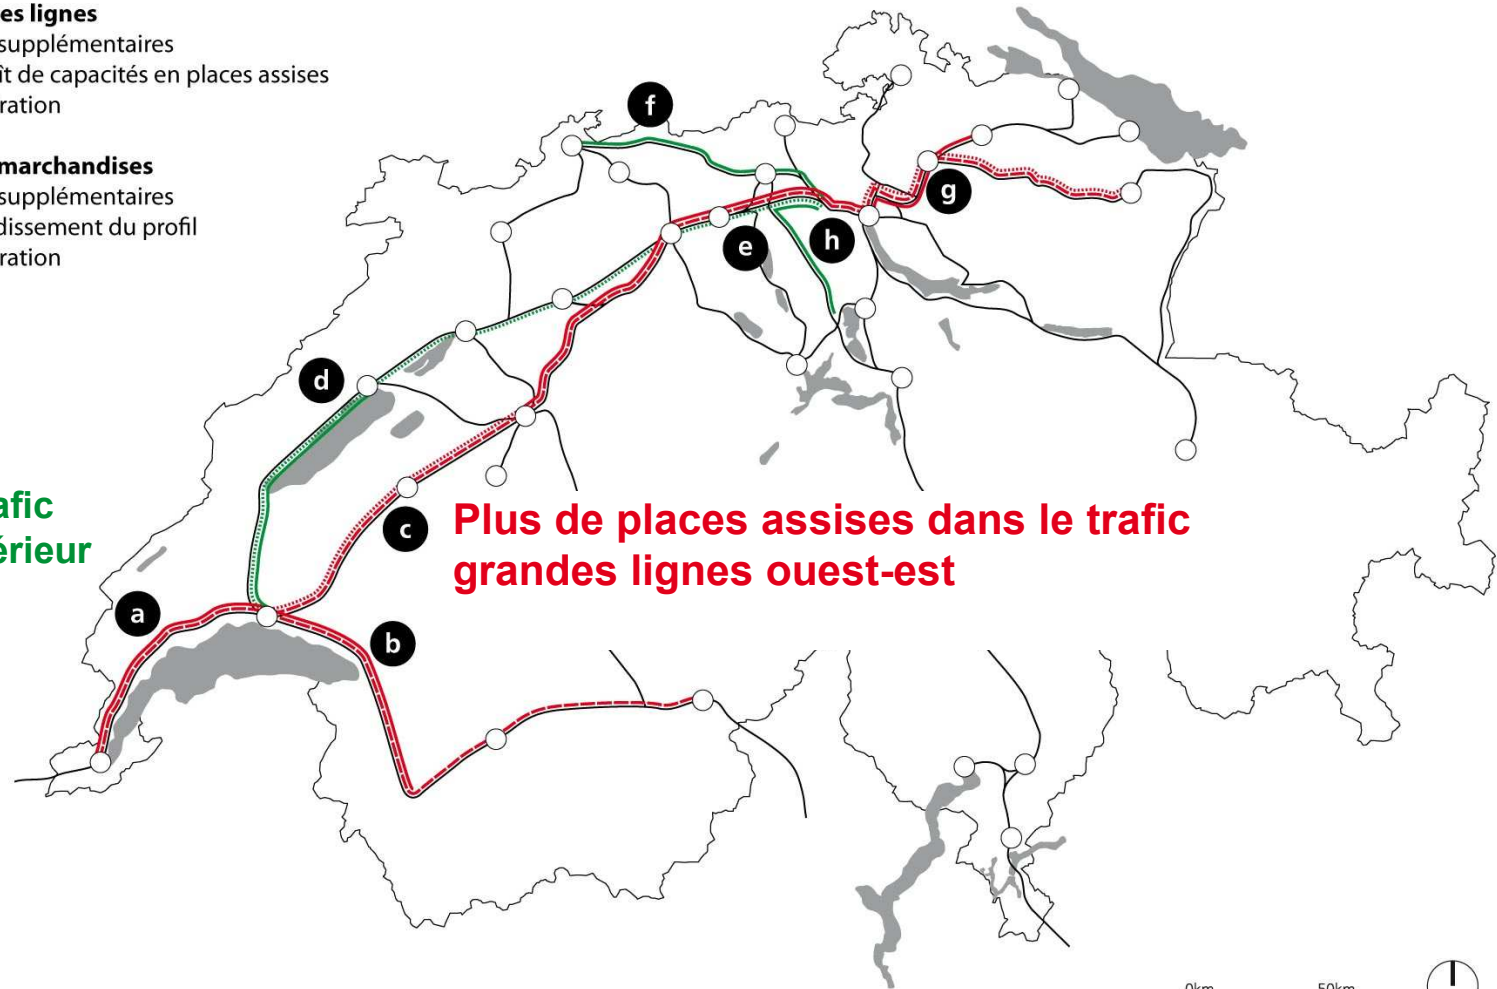 es lignes
supplémentaires
ît de capacités en places assises
ration
marchandises
supplémentaires
dissement du profil
ration
f
g
e
h
d
afic
érieur
c
Plus de places assises dans le trafic
grandes lignes ouest-est
a
b
0km 50km